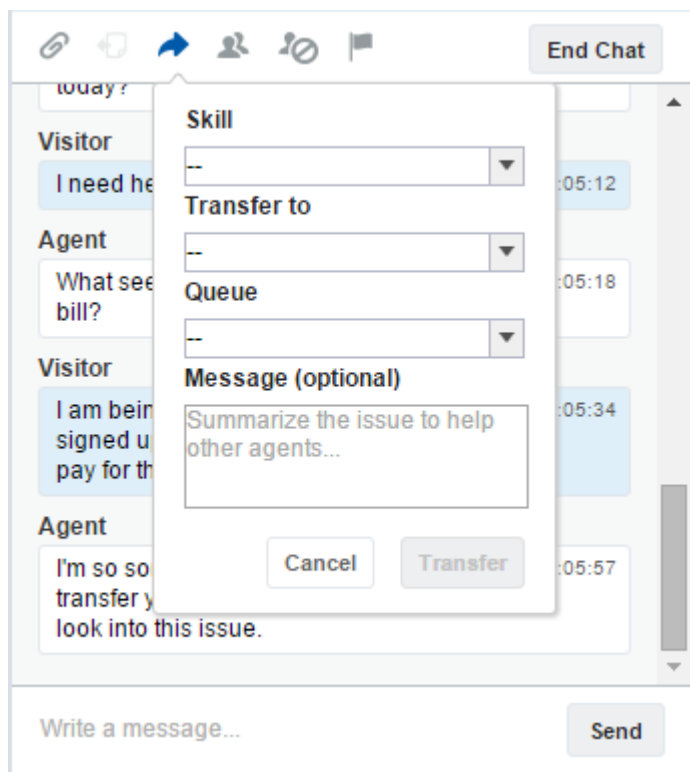 End Chat
today?
Visitor
I need he
:05:12
Agent
What see
:05:18
bill?
Visitor
I am bein
:05:34
signed u
pay for th
Agent
I'm so so
:05:57
transfer y
look into this issue.
Skill
--
Transfer to
--
Queue
--
Message (optional)
Summarize the issue to help
other agents...
Cancel Transfer
Write a message...
Send